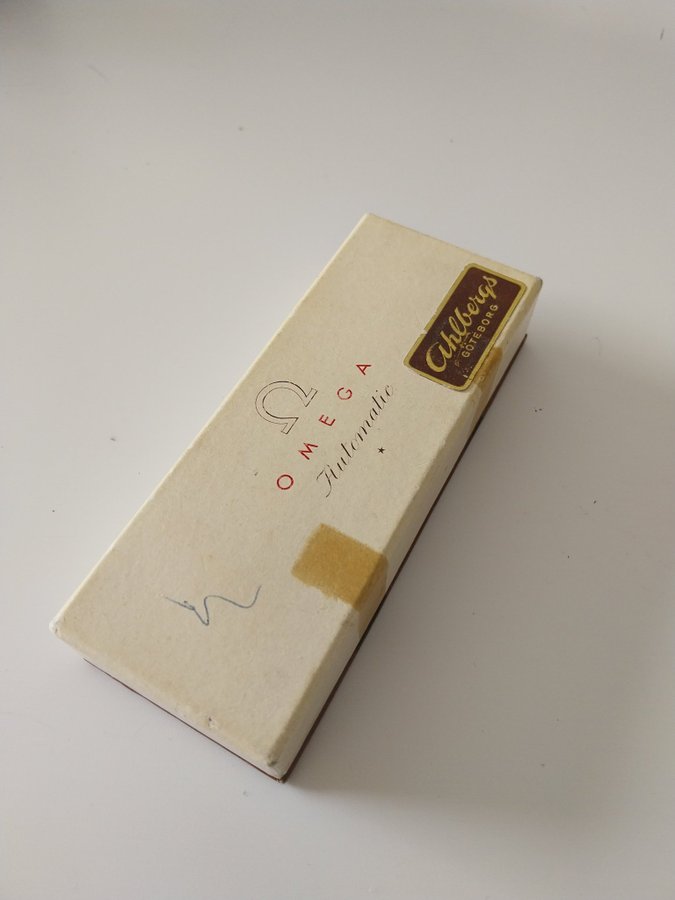 Ω
OMEGA
Automatic
Ahlbergs
GÖTEBORG